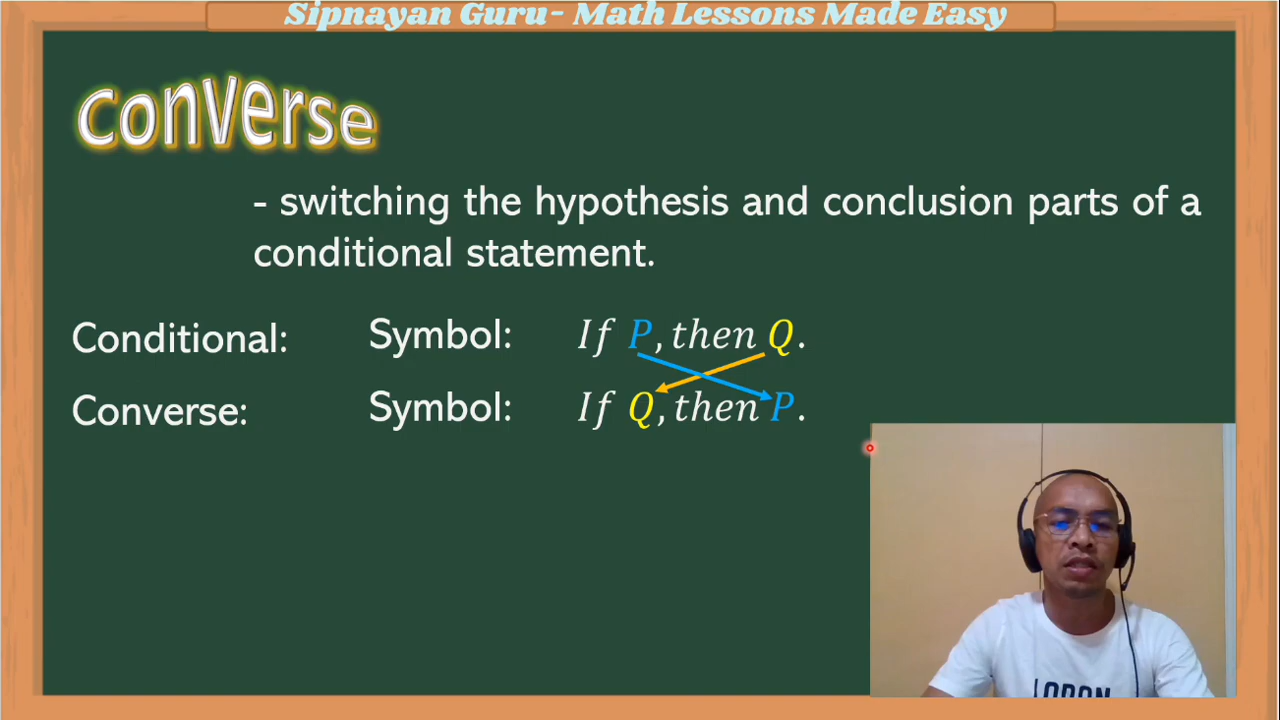 Sipnayan Guru- Math Lessons Made Easy
Converse
- switching the hypothesis and conclusion parts of a
conditional statement.
Conditional: Symbol: If P, then Q.
Converse: Symbol: If Q, then P.